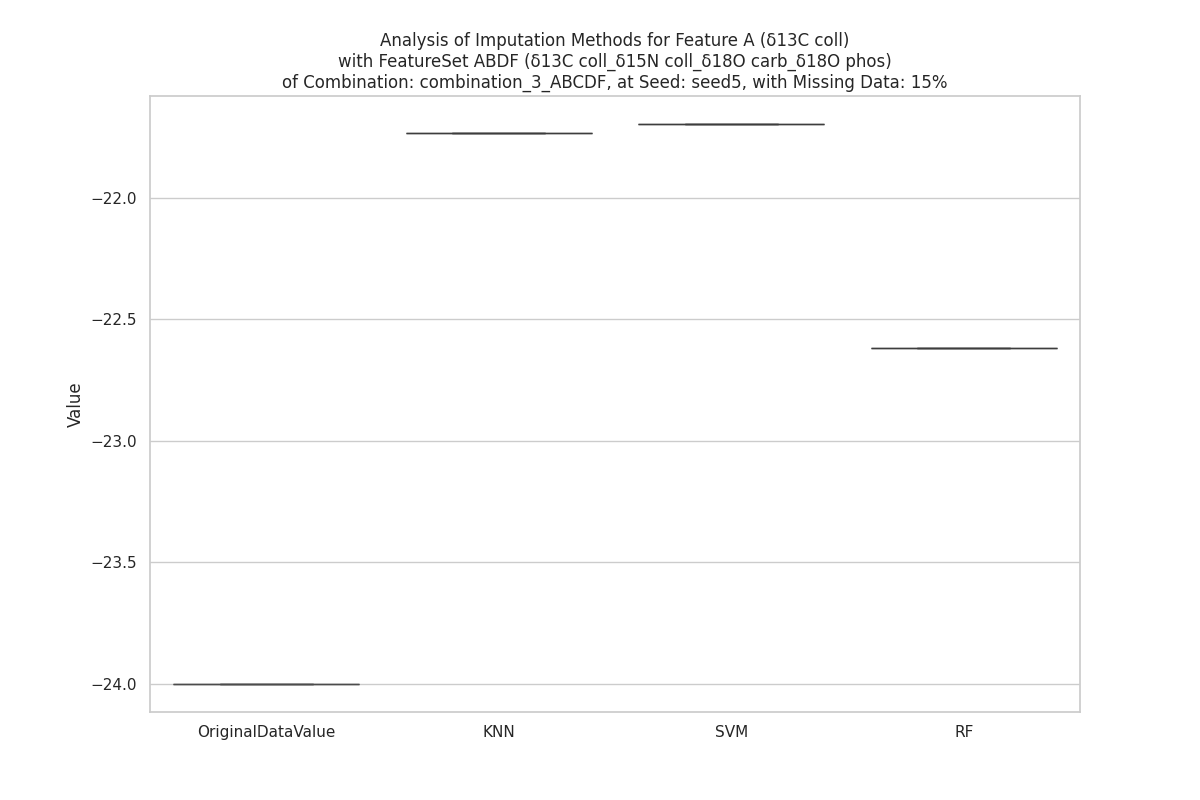 Analysis of Imputation Methods for Feature A (δ13C coll)
with FeatureSet ABDF (δ13C coll_δ15N coll_δ18O carb_δ18O phos)
of Combination: combination_3_ABCDF, at Seed: seed5, with Missing Data: 15%
−22.0
−22.5
−23.0
−23.5
−24.0
Value
OriginalDataValue KNN SVM RF